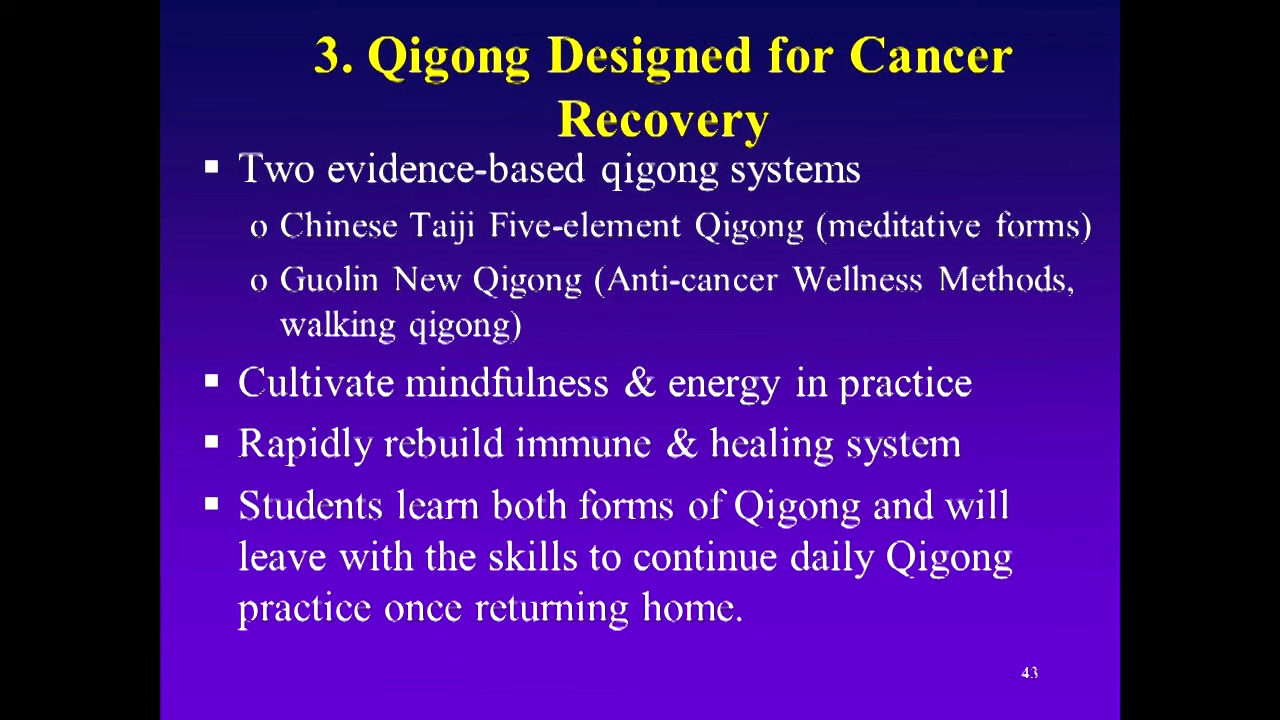 3. Qigong Designed for Cancer
Recovery
▪ Two evidence-based qigong systems
o Chinese Taiji Five-element Qigong (meditative forms)
o Guolin New Qigong (Anti-cancer Wellness Methods,
walking qigong)
▪ Cultivate mindfulness & energy in practice
▪ Rapidly rebuild immune & healing system
▪ Students learn both forms of Qigong and will
leave with the skills to continue daily Qigong
practice once returning home.
43